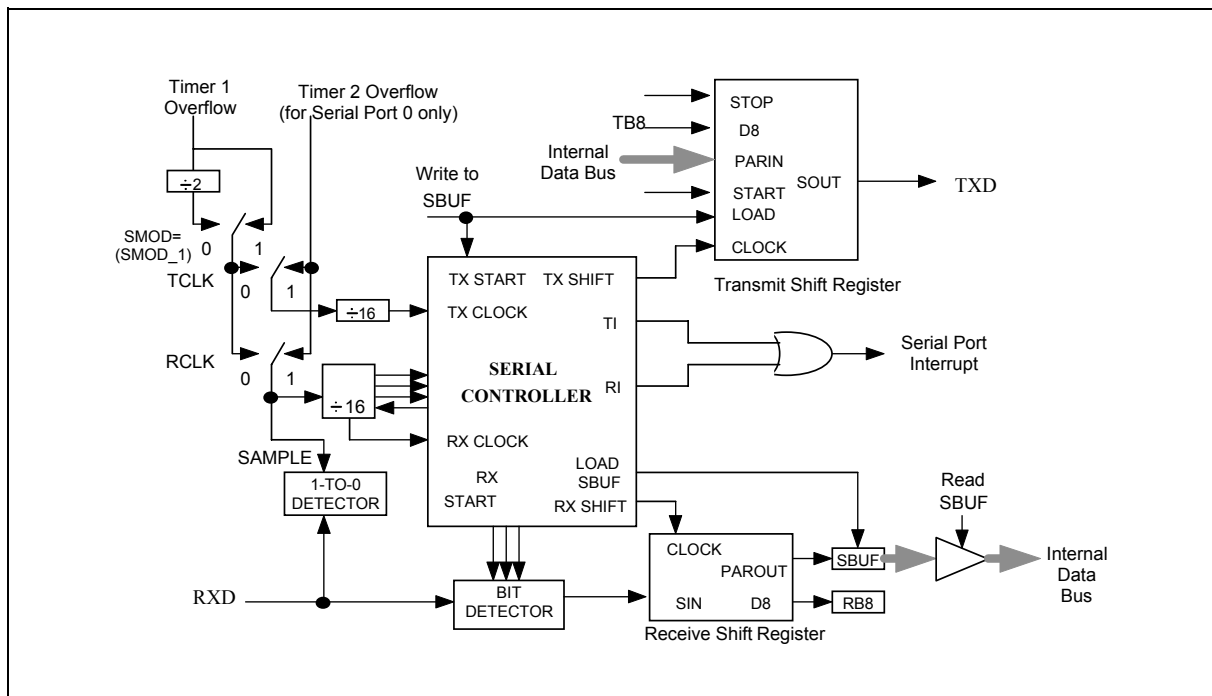 Timer 1
Overflow
Timer 2 Overflow
(for Serial Port 0 only)
÷2
SMOD=
(SMOD_1)
0
1
TCLK
0
1
÷16
RCLK
0
1
÷16
SAMPLE
1-TO-0
DETECTOR
RXD
Write to
SBUF
TX START
TX SHIFT
TX CLOCK
TI
SERIAL
CONTROLLER
RI
RX CLOCK
LOAD
SBUF
RX
START
RX SHIFT
BIT
DETECTOR
TB8
Internal
Data Bus
STOP
D8
PARIN
START
SOUT
LOAD
CLOCK
TXD
Transmit Shift Register
Serial Port
Interrupt
CLOCK
PAROUT
SIN
D8
Receive Shift Register
SBUF
RB8
Read
SBUF
Internal
Data
Bus